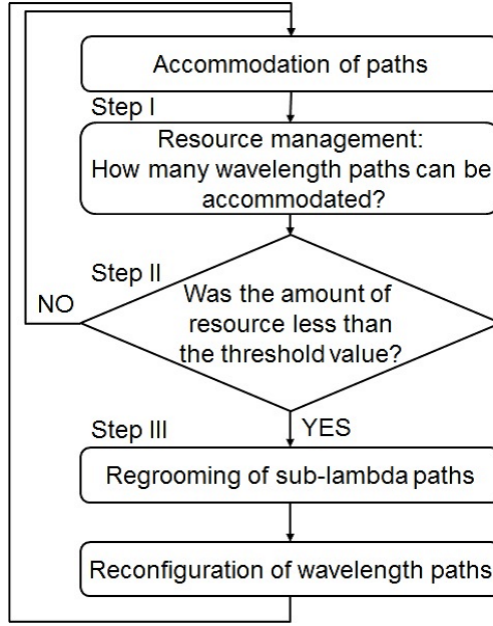 Accommodation of paths
Step I
Resource management:
How many wavelength paths can be
accommodated?
Step II
NO
Was the amount of
resource less than
the threshold value?
YES
Step III
Regrooming of sub-lambda paths
Reconfiguration of wavelength paths